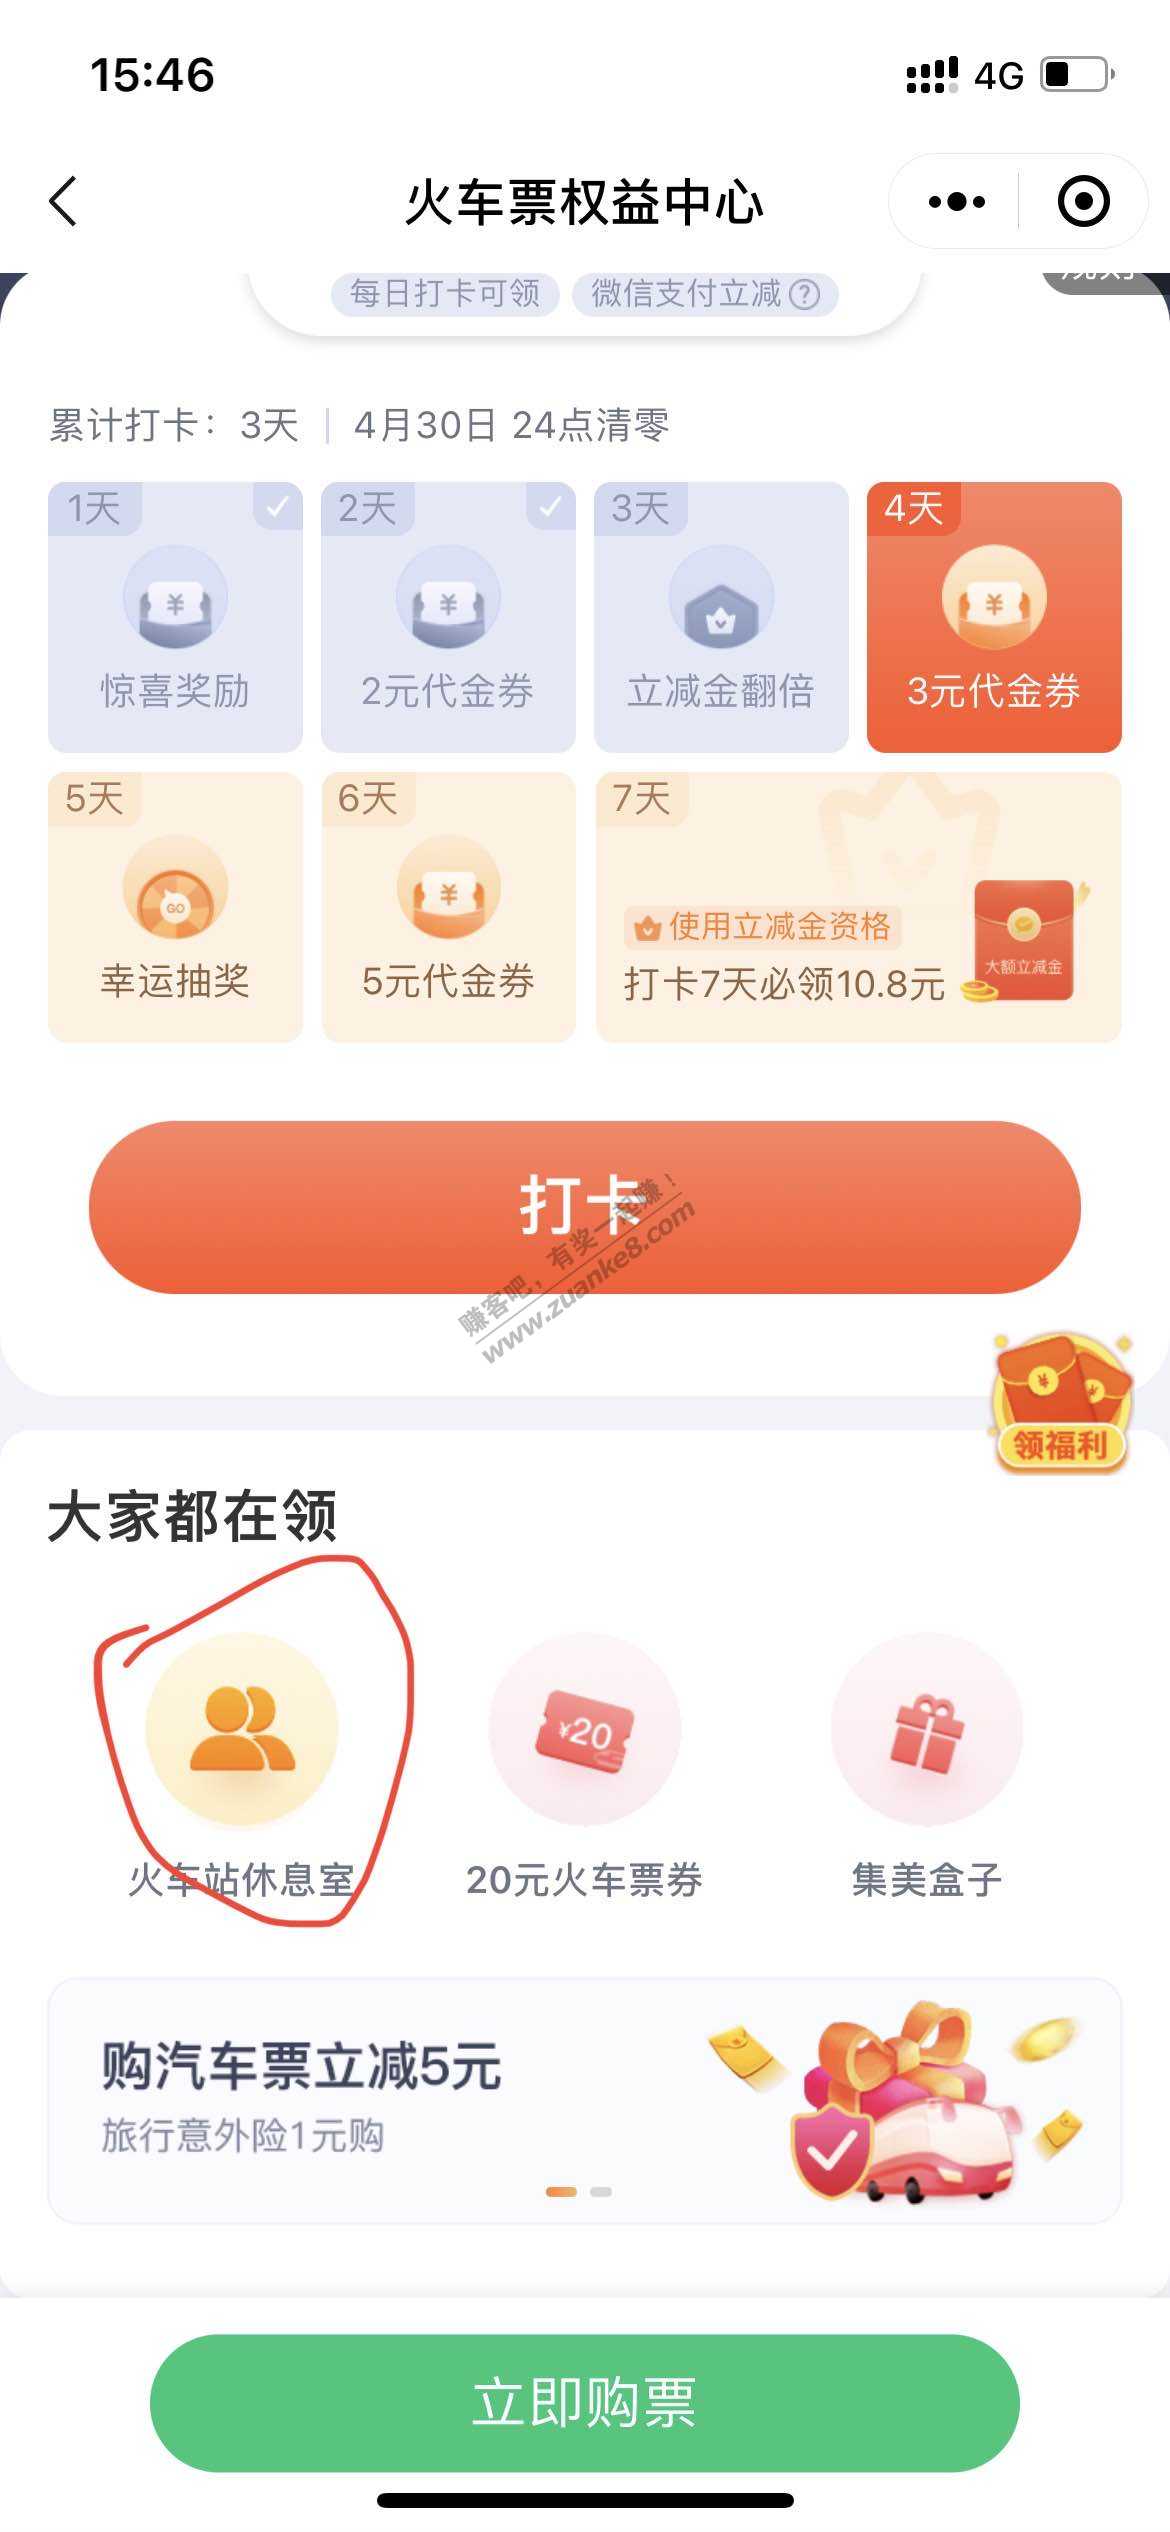 15:46
4G
火车票权益中心
每日打卡可领
微信支付立减 ?
累计打卡：3天 | 4月30日 24点清零
1天
2天
3天
4天
¥
¥
¥
惊喜奖励
2元代金券
立减金翻倍
3元代金券
5天
6天
7天
GO
¥
使用立减金资格
大额立减金
幸运抽奖
5元代金券
打卡7天必领10.8元
打卡
赚客吧，有奖一起赚！
www.zuanke8.com
¥
¥
领福利
大家都在领
¥20
火车站休息室
20元火车票券
集美盒子
购汽车票立减5元
旅行意外险1元购
立即购票